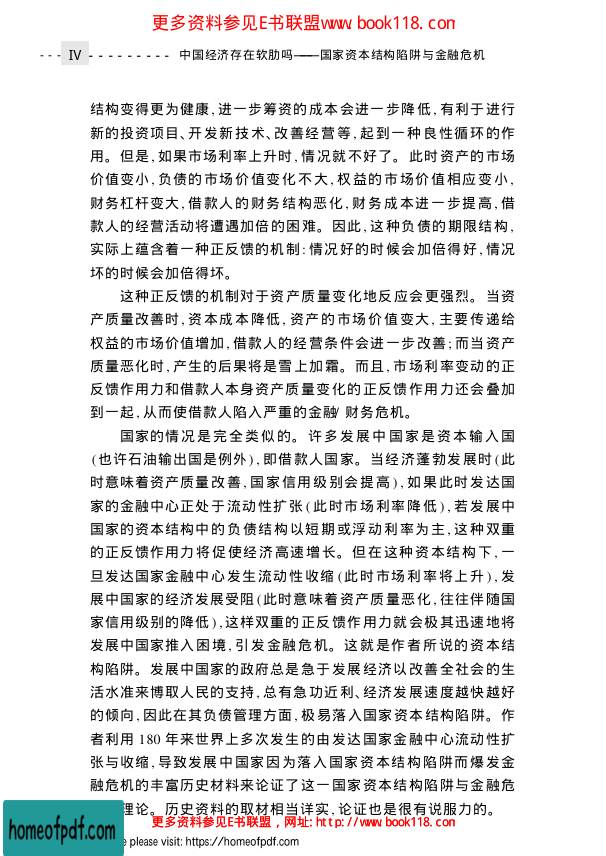 更多资料参见E书联盟www.book118.com
IV
中国经济存在软肋吗——国家资本结构陷阱与金融危机
结构变得更为健康,进一步筹资的成本会进一步降低,有利于进行
新的投资项目、开发新技术、改善经营等,起到一种良性循环的作
用。但是,如果市场利率上升时,情况就不好了。此时资产的市场
价值变小,负债的市场价值变化不大,权益的市场价值相应变小,
财务杠杆变大,借款人的财务结构恶化,财务成本进一步提高,借
款人的经营活动将遭遇加倍的困难。因此,这种负债的期限结构,
实际上蕴含着一种正反馈的机制:情况好的时候会加倍得好,情况
坏的时候会加倍得坏。
这种正反馈的机制对于资产质量变化地反应会更强烈。当资
产质量改善时,资本成本降低,资产的市场价值变大,主要传递给
权益的市场价值增加,借款人的经营条件会进一步改善;而当资产
质量恶化时,产生的后果将是雪上加霜。而且,市场利率变动的正
反馈作用力和借款人本身资产质量变化的正反馈作用力还会叠加
到一起,从而使借款人陷入严重的金融/财务危机。
国家的情况是完全类似的。许多发展中国家是资本输入国
(也许石油输出国是例外),即借款人国家。当经济蓬勃发展时(此
时意味着资产质量改善,国家信用级别会提高),如果此时发达国
家的金融中心正处于流动性扩张(此时市场利率降低),若发展中
国家的资本结构中的负债结构以短期或浮动利率为主,这种双重
的正反馈作用力将促使经济高速增长。但在这种资本结构下,一
旦发达国家金融中心发生流动性收缩(此时市场利率将上升),发
展中国家的经济发展受阻(此时意味着资产质量恶化,往往伴随国
家信用级别的降低),这样双重的正反馈作用力就会极其迅速地将
发展中国家推入困境,引发金融危机。这就是作者所说的资本结
构陷阱。发展中国家的政府总是急于发展经济以改善全社会的生
活水准来博取人民的支持,总有急功近利、经济发展速度越快越好
的倾向,因此在其负债管理方面,极易落入国家资本结构陷阱。作
者利用 180 年来世界上多次发生的由发达国家金融中心流动性扩
张与收缩,导致发展中国家因为落入国家资本结构陷阱而爆发金
融危机的丰富历史材料来论证了这一国家资本结构陷阱与金融危
理论。历史资料的取材相当详实,论证也是很有说服力的。
更多资料参见E书联盟，网址: http://www.book118.com
homeofpdf.com
e please visit: https://homeofpdf.com